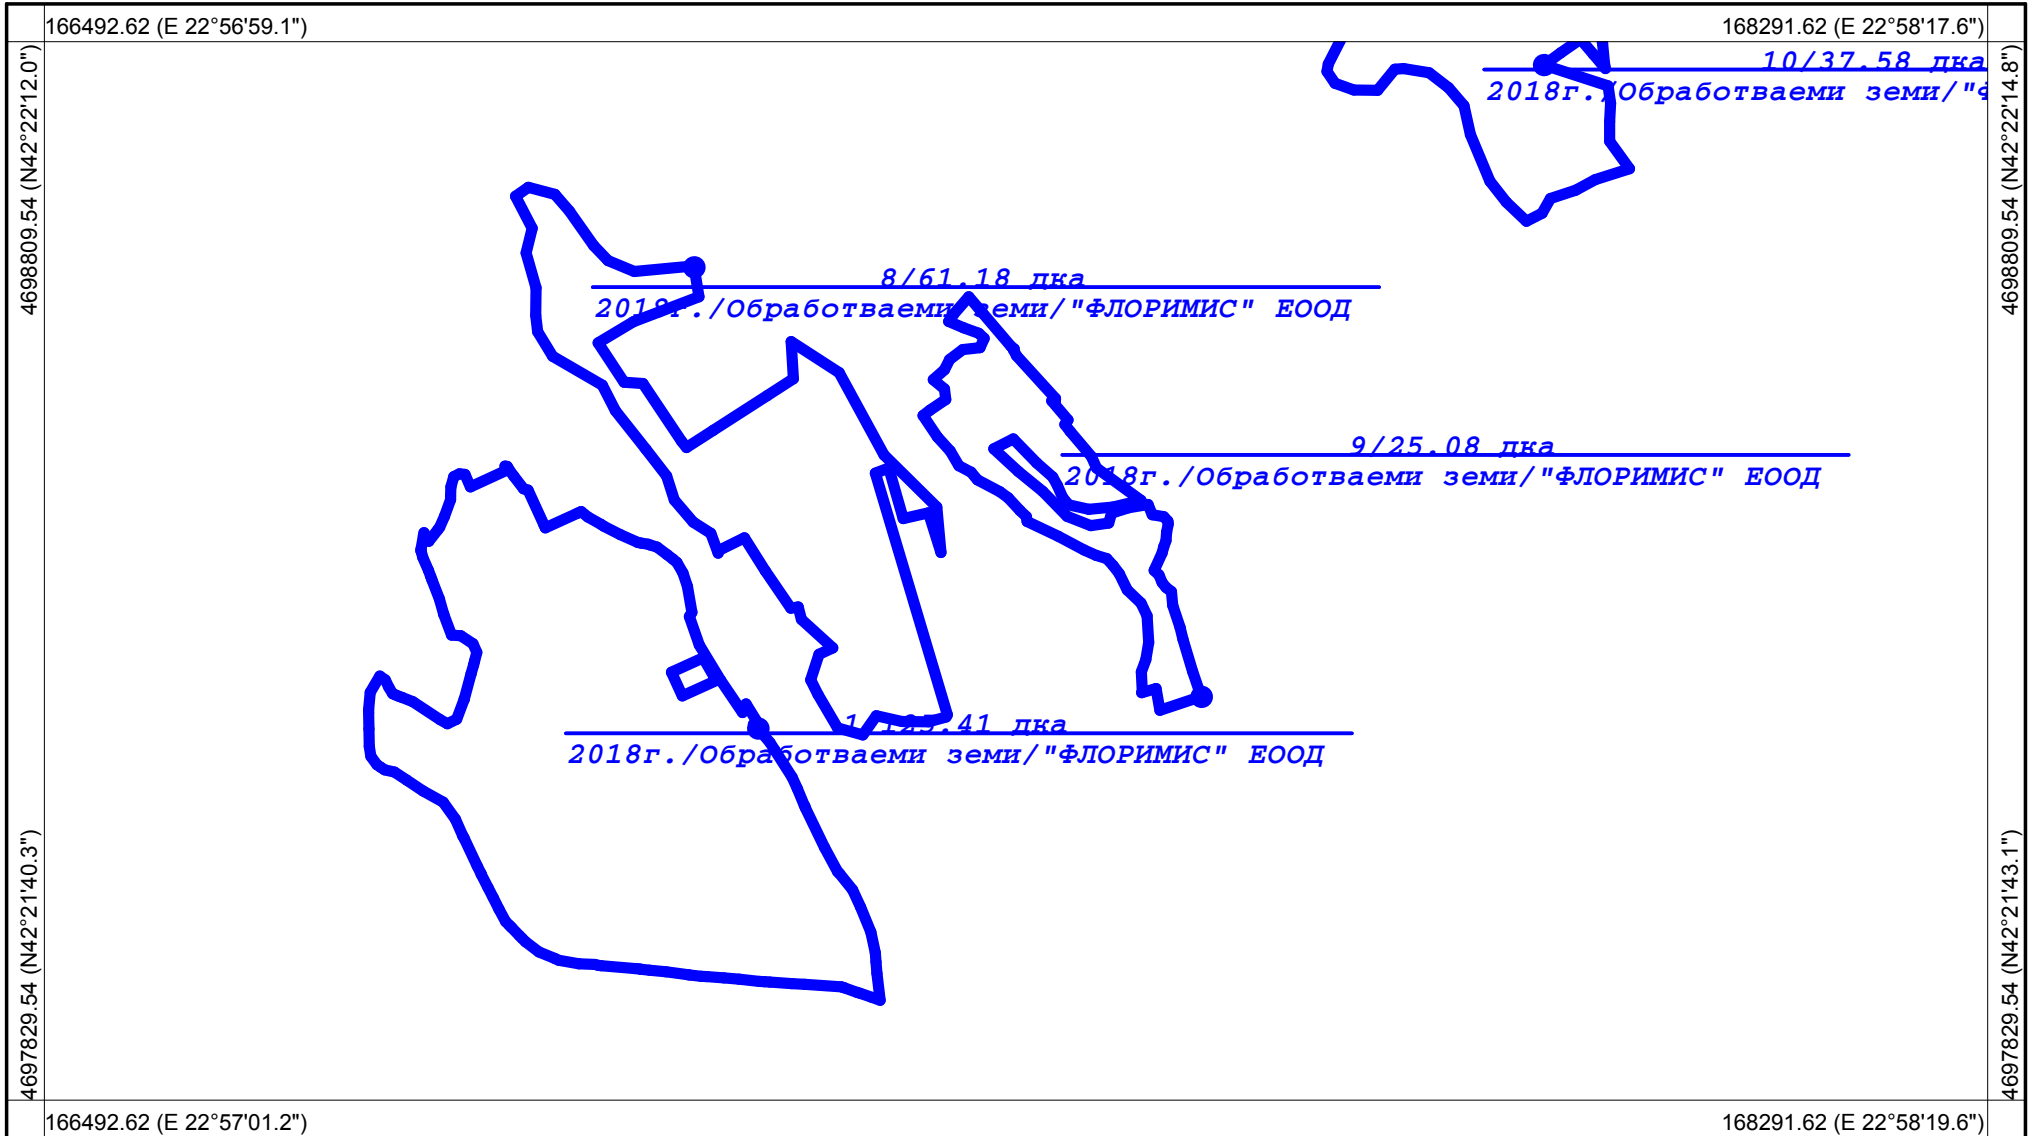 166492.62 (E 22°56'59.1")
168291.62 (E 22°58'17.6")
4698809.54 (N42°22'12.0")
4698809.54 (N42°22'14.8")
10/37.58 дка
2018г./Обработваеми земи/"Ф
8/61.18 дка
2018г./Обработваеми земи/"ФЛОРИМИС" ЕООД
9/25.08 дка
2018г./Обработваеми земи/"ФЛОРИМИС" ЕООД
дка
2018г./Обработваеми земи/"ФЛОРИМИС" ЕООД
4697829.54 (N42°21'40.3")
4697829.54 (N42°21'43.1")
166492.62 (E 22°57'01.2")
168291.62 (E 22°58'19.6")